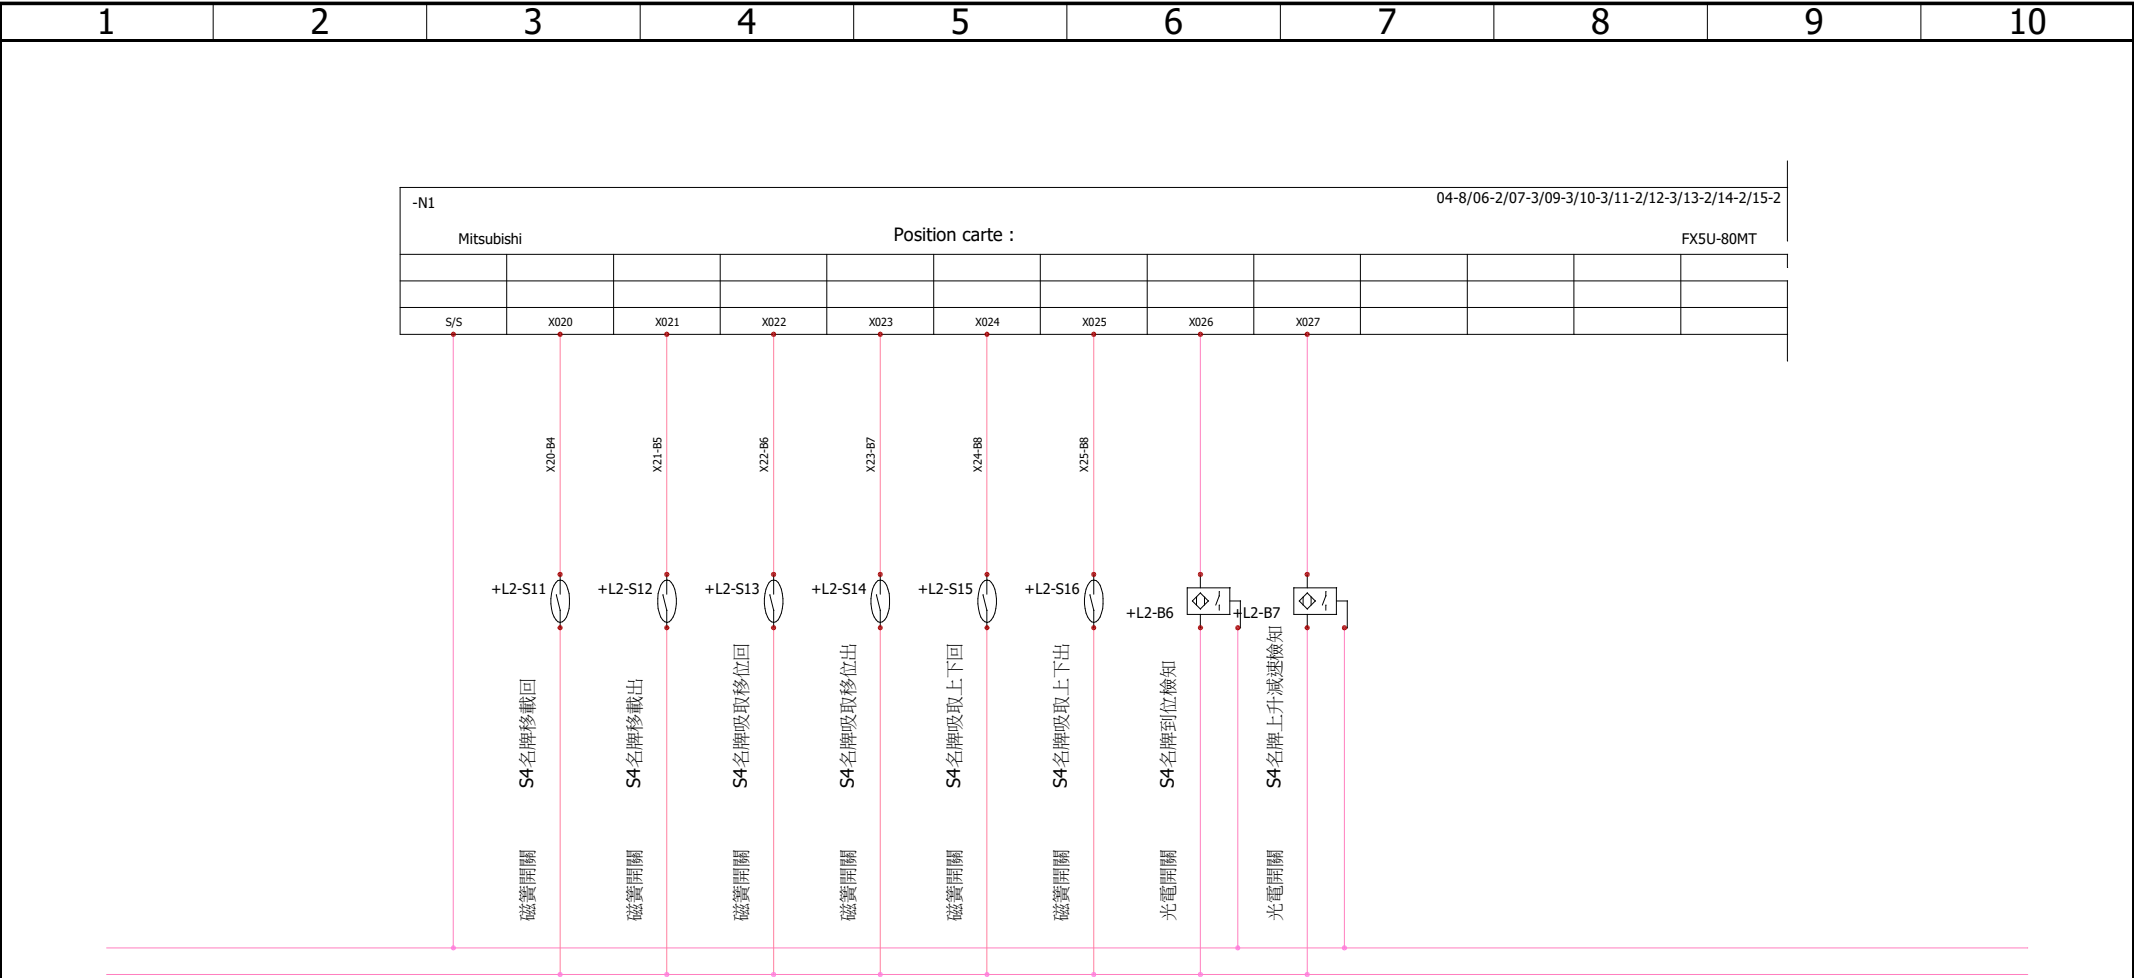 1 2 3 4 5 6 7 8 9 10
-N1 04-8/06-2/07-3/09-3/10-3/11-2/12-3/13-2/14-2/15-2
Mitsubishi Position carte : FX5U-80MT
S/S X020 X021 X022 X023 X024 X025 X026 X027
X20-B4
X21-B5
X22-B6
X23-B7
X24-B8
X25-B8
+L2-S11 +L2-S12 +L2-S13 +L2-S14 +L2-S15 +L2-S16 +L2-B6 +L2-B7
S4名牌移載回
S4名牌移載出
S4名牌吸取移位回
S4名牌吸取移位出
S4名牌吸取上下回
S4名牌吸取上下出
S4名牌到位檢知
S4名牌上升減速檢知
磁簧開關
磁簧開關
磁簧開關
磁簧開關
磁簧開關
磁簧開關
光電開關
光電開關